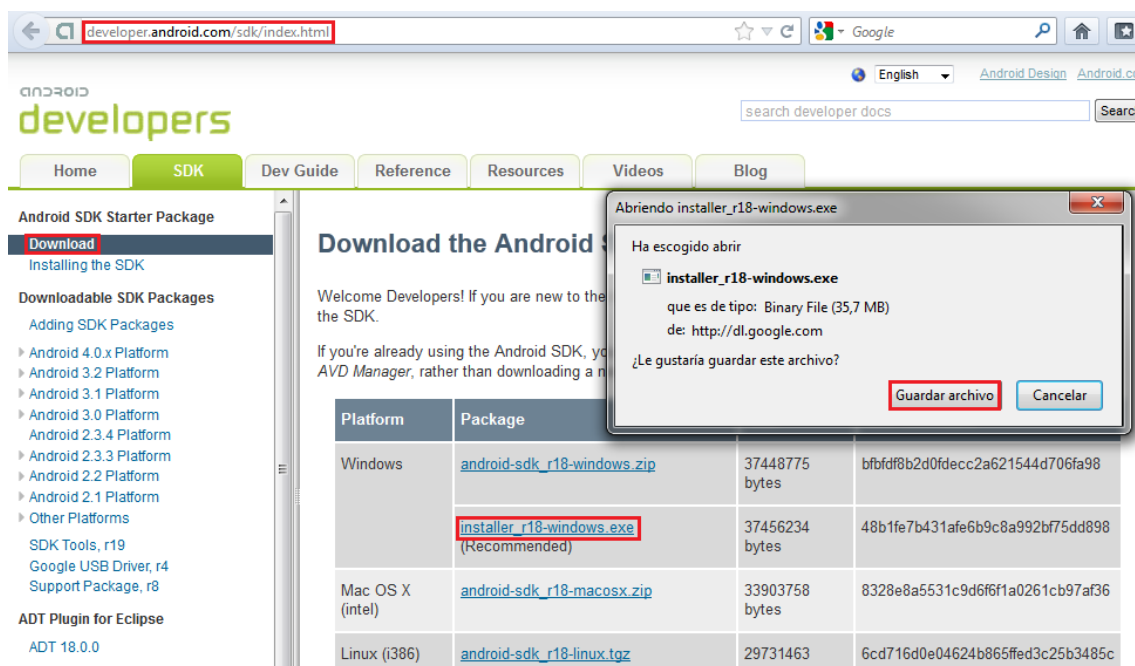 developer.android.com/sdk/index.html
Google
English
Android Design
ANDROID
developers
search developer docs
Home
SDK
Dev Guide
Reference
Resources
Videos
Blog
Android SDK Starter Package
Download
Installing the SDK
Downloadable SDK Packages
Adding SDK Packages
Android 4.0.x Platform
Android 3.2 Platform
Android 3.1 Platform
Android 3.0 Platform
Android 2.3.4 Platform
Android 2.3.3 Platform
Android 2.2 Platform
Android 2.1 Platform
Other Platforms
SDK Tools, r19
Google USB Driver, r4
Support Package, r8
ADT Plugin for Eclipse
ADT 18.0.0
Download the Android
Welcome Developers! If you are new to the
the SDK.
If you're already using the Android SDK,
AVD Manager, rather than downloading a
Abriendo installer_r18-windows.exe
Ha escogido abrir
installer_r18-windows.exe
que es de tipo: Binary File (35,7 MB)
de: http://dl.google.com
¿Le gustaría guardar este archivo?
Guardar archivo
Cancelar
Platform
Package
Windows
android-sdk_r18-windows.zip
37448775
bytes
bfbfdf8b2d0fdecc2a621544d706fa98
installer_r18-windows.exe
(Recommended)
37456234
bytes
48b1fe7b431afe6b9c8a992bf75dd898
Mac OS X
(intel)
android-sdk_r18-macosx.zip
33903758
bytes
8328e8a5531c9d6f6f1a0261cb97af36
Linux (i386)
android-sdk_r18-linux.tgz
29731463
6cd716d0e04624b865ffed3c25b3485c